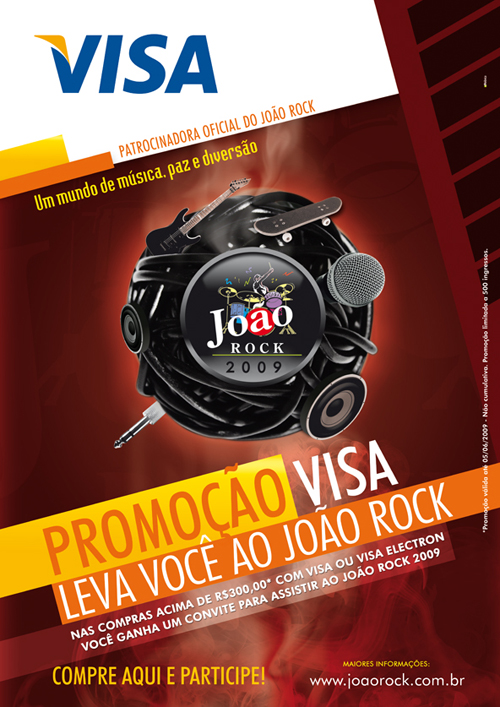 VISA
PATROCINADORA OFICIAL DO JOÃO ROCK
Um mundo de música, paz e diversão
João
ROCK
2009
PROMOÇÃO VISA
LEVA VOCÊ AO JOÃO ROCK
NAS COMPRAS ACIMA DE R$300,00* COM VISA OU VISA ELECTRON
VOCÊ GANHA UM CONVITE PARA ASSISTIR AO JOÃO ROCK 2009
COMPRE AQUI E PARTICIPE!
MAIORES INFORMAÇÕES:
www.joaorock.com.br
*Promoção válida até 05/06/2009 - Não cumulativa. Promoção limitada a 500 ingressos.